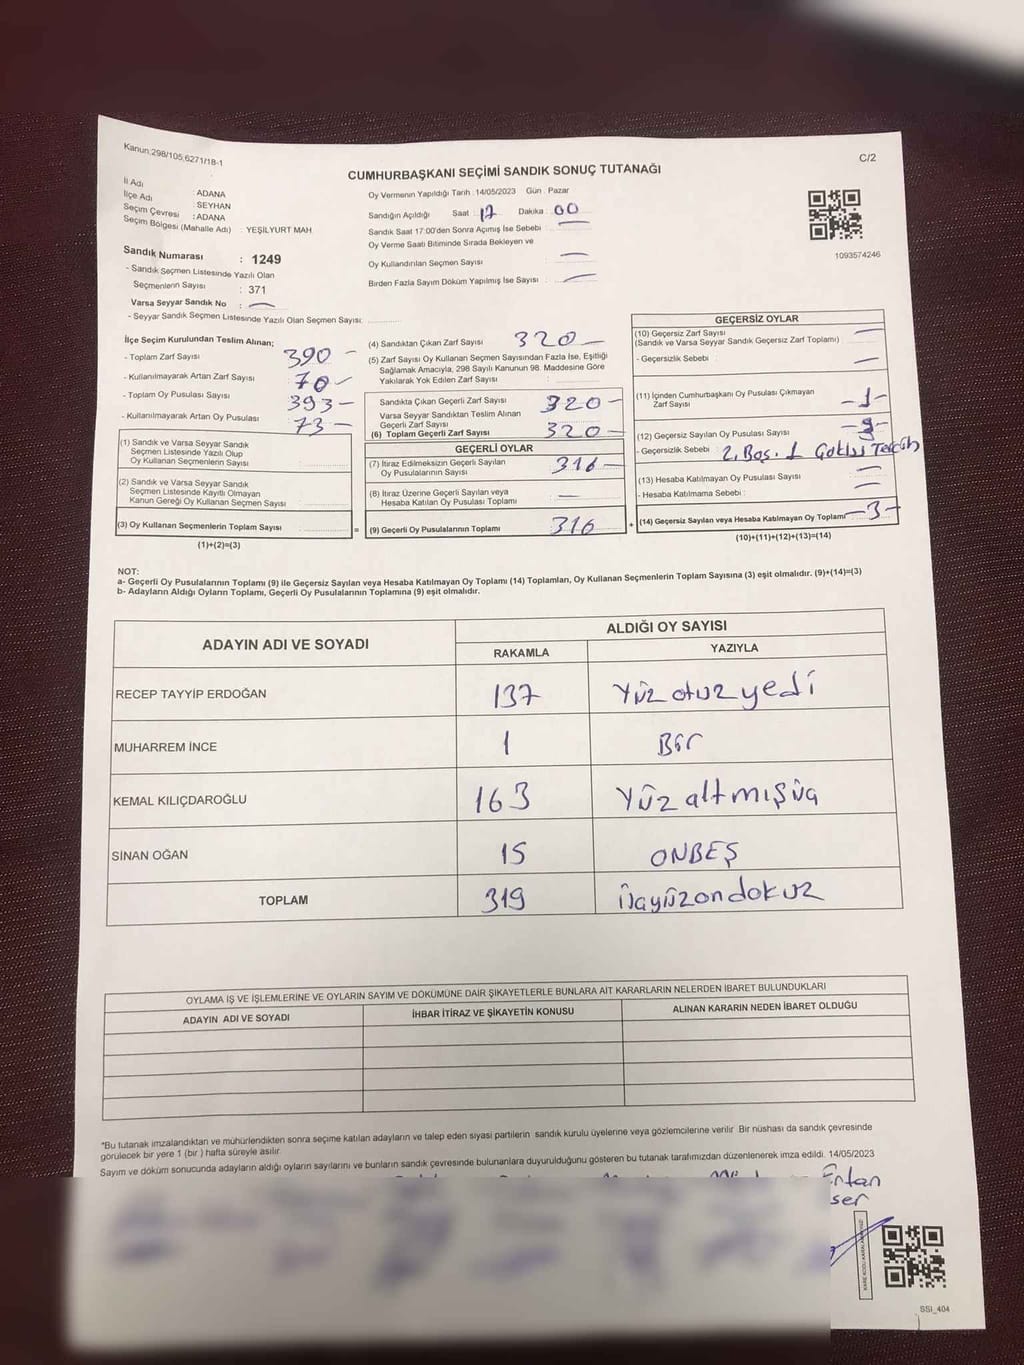 Kanun:298/105,6271/18-1
C/2
CUMHURBAŞKANI SEÇİMİ SANDIK SONUÇ TUTANAĞI
İl Adı : ADANA
İlçe Adı : SEYHAN
Seçim Çevresi : ADANA
Seçim Bölgesi (Mahalle Adı) : YEŞİLYURT MAH
Sandık Numarası : 1249
- Sandık Seçmen Listesinde Yazılı Olan
Seçmenlerin Sayısı : 371
Varsa Seyyar Sandık No : —
- Seyyar Sandık Seçmen Listesinde Yazılı Olan Seçmen Sayısı:
Oy Vermenin Yapıldığı Tarih : 14/05/2023 Gün : Pazar
Sandığın Açıldığı Saat : 17 Dakika : 00
Sandık Saat 17:00'den Sonra Açımış İse Sebebi : —
Oy Verme Saati Bitiminde Sırada Bekleyen ve
Oy Kullandırılan Seçmen Sayısı —
Birden Fazla Sayım Döküm Yapılmış İse Sayısı : —
1093574246
İlçe Seçim Kurulundan Teslim Alınan;
- Toplam Zarf Sayısı 390 -
- Kullanılmayarak Artan Zarf Sayısı 70 -
- Toplam Oy Pusulası Sayısı 393 -
- Kullanılmayarak Artan Oy Pusulası 73 -
(1) Sandık ve Varsa Seyyar Sandık
Seçmen Listesinde Yazılı Olup
Oy Kullanan Seçmenlerin Sayısı
(2) Sandık ve Varsa Seyyar Sandık
Seçmen Listesinde Kayıtlı Olmayan
Kanun Gereği Oy Kullanan Seçmen Sayısı
(3) Oy Kullanan Seçmenlerin Toplam Sayısı
(1)+(2)=(3)
=
(4) Sandıktan Çıkan Zarf Sayısı 320 -
(5) Zarf Sayısı Oy Kullanan Seçmen Sayısından Fazla İse, Eşitliği
Sağlamak Amacıyla, 298 Sayılı Kanunun 98. Maddesine Göre
Yakılarak Yok Edilen Zarf Sayısı :
Sandıkta Çıkan Geçerli Zarf Sayısı 320 -
Varsa Seyyar Sandıktan Teslim Alınan
Geçerli Zarf Sayısı
(6) Toplam Geçerli Zarf Sayısı 320 -
GEÇERLİ OYLAR
(7) İtiraz Edilmeksizin Geçerli Sayılan
Oy Pusulalarının Sayısı 316 -
(8) İtiraz Üzerine Geçerli Sayılan veya
Hesaba Katılan Oy Pusulası Toplamı —
(9) Geçerli Oy Pusulalarının Toplamı 316
+
GEÇERSİZ OYLAR
(10) Geçersiz Zarf Sayısı —
(Sandık ve Varsa Seyyar Sandık Geçersiz Zarf Toplamı)
- Geçersizlik Sebebi : —
(11) İçinden Cumhurbaşkanı Oy Pusulası Çıkmayan
Zarf Sayısı -1-
(12) Geçersiz Sayılan Oy Pusulası Sayısı
- Geçersizlik Sebebi : 2, Boş. 1
(13) Hesaba Katılmayan Oy Pusulası Sayısı —
- Hesaba Katılmama Sebebi : —
(14) Geçersiz Sayılan veya Hesaba Katılmayan Oy Toplamı -3-
(10)+(11)+(12)+(13)=(14)
NOT:
a- Geçerli Oy Pusulalarının Toplamı (9) ile Geçersiz Sayılan veya Hesaba Katılmayan Oy Toplamı (14) Toplamları, Oy Kullanan Seçmenlerin Toplam Sayısına (3) eşit olmalıdır. (9)+(14)=(3)
b- Adayların Aldığı Oyların Toplamı, Geçerli Oy Pusulalarının Toplamına (9) eşit olmalıdır.
ADAYIN ADI VE SOYADI
ALDIĞI OY SAYISI
RAKAMLA YAZIYLA
RECEP TAYYİP ERDOĞAN 137 Yüz otuz yedi
MUHARREM İNCE 1 Bir
KEMAL KILIÇDAROĞLU 163 Yüz altmışüç
SİNAN OĞAN 15 ONBEŞ
TOPLAM 319 üçyüzondokuz
OYLAMA İŞ VE İŞLEMLERİNE VE OYLARIN SAYIM VE DÖKÜMÜNE DAİR ŞİKAYETLERLE BUNLARA AİT KARARLARIN NELERDEN İBARET BULUNDUKLARI
ADAYIN ADI VE SOYADI İHBAR İTİRAZ VE ŞİKAYETİN KONUSU ALINAN KARARIN NEDEN İBARET OLDUĞU
*Bu tutanak imzalandıktan ve mühürlendikten sonra seçime katılan adayların ve talep eden siyasi partilerin sandık kurulu üyelerine veya gözlemcilerine verilir. Bir nüshası da sandık çevresinde
görülecek bir yere 1 (bir ) hafta süreyle asılır.
Sayım ve döküm sonucunda adayların aldığı oyların sayılarını ve bunların sandık çevresinde bulunanlara duyurulduğunu gösteren bu tutanak tarafımızdan düzenlenerek imza edildi. 14/05/2023
Ertan
ser
SSI_404